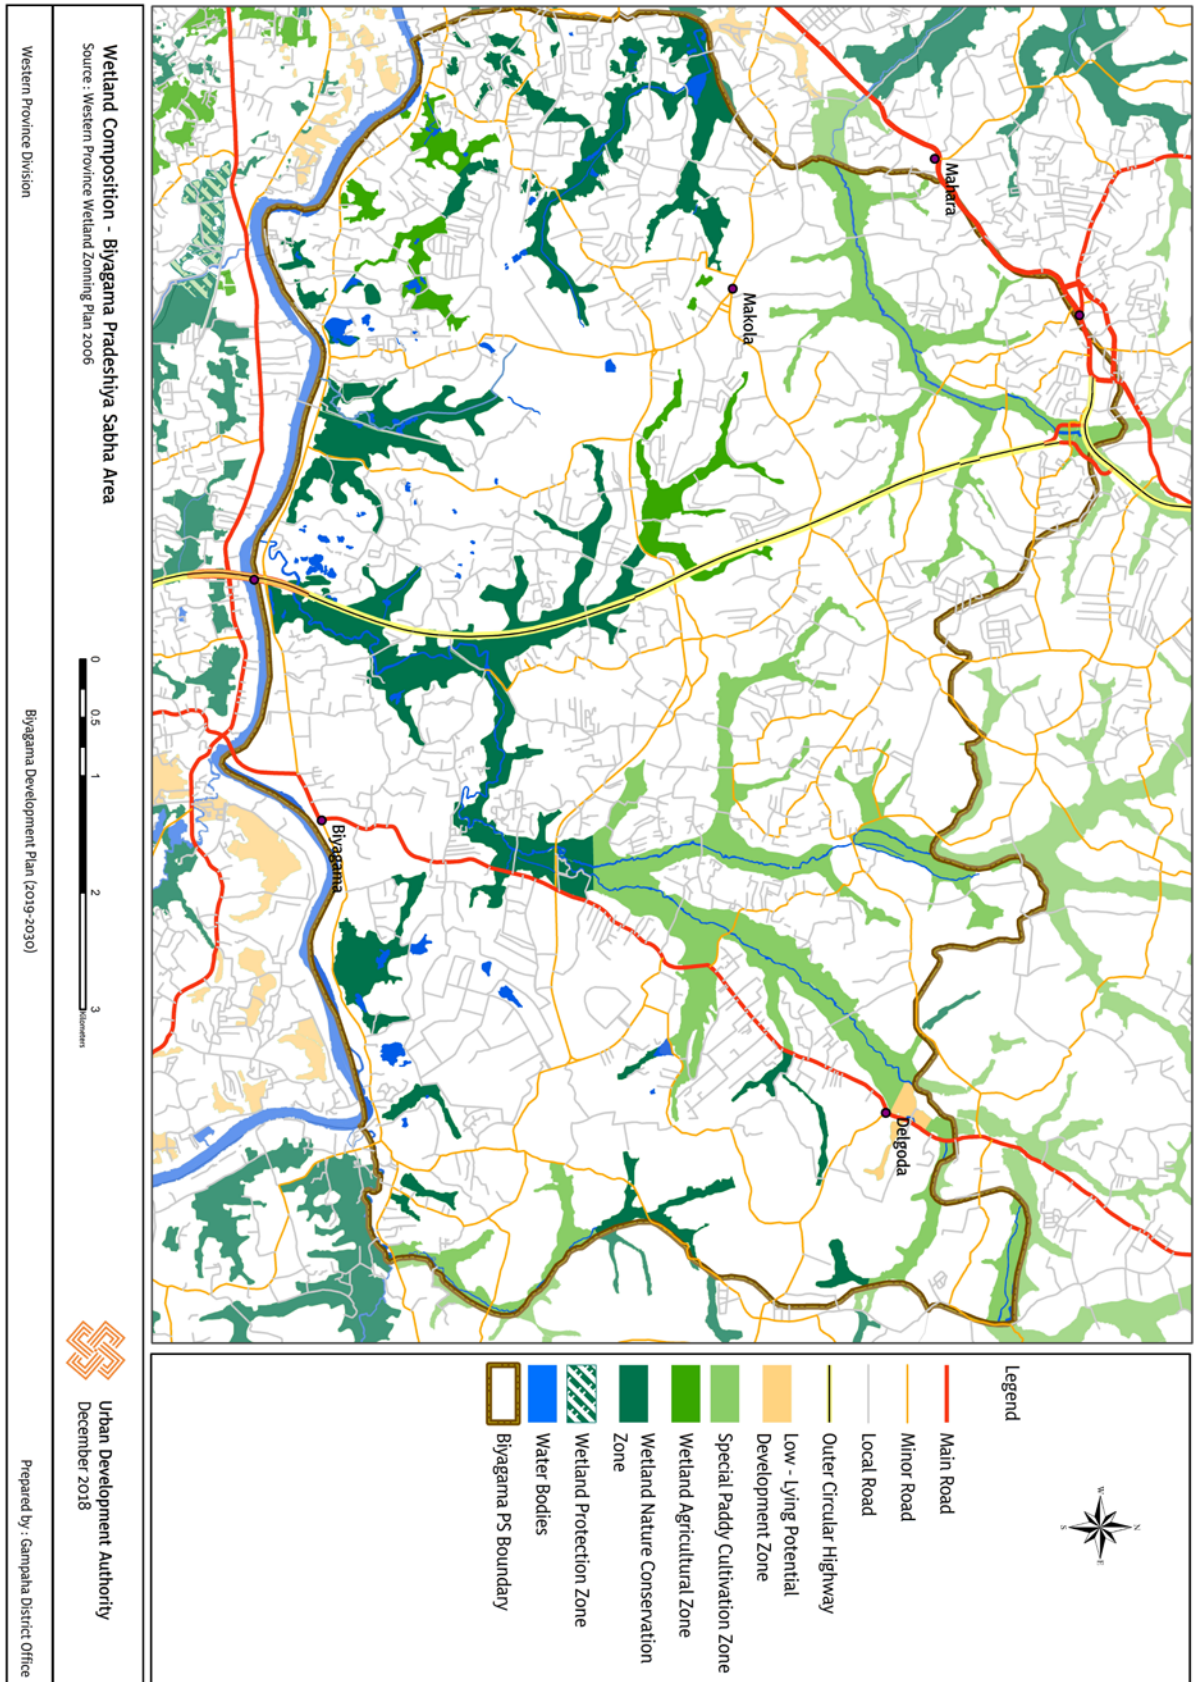 Mahara
Makola
Biyagama
Delgoda
Legend
Main Road
Minor Road
Local Road
Outer Circular Highway
Low - Lying Potential
Development Zone
Special Paddy Cultivation Zone
Wetland Agricultural Zone
Wetland Nature Conservation
Zone
Wetland Protection Zone
Water Bodies
Biyagama PS Boundary
N
W
E
S
Wetland Composition - Biyagama Pradeshiya Sabha Area
Source : Western Province Wetland Zonning Plan 2006
0 0.5 1 2 3
Kilometers
Urban Development Authority
December 2018
Western Province Division
Biyagama Development Plan (2019-2030)
Prepared by : Gampaha District Office